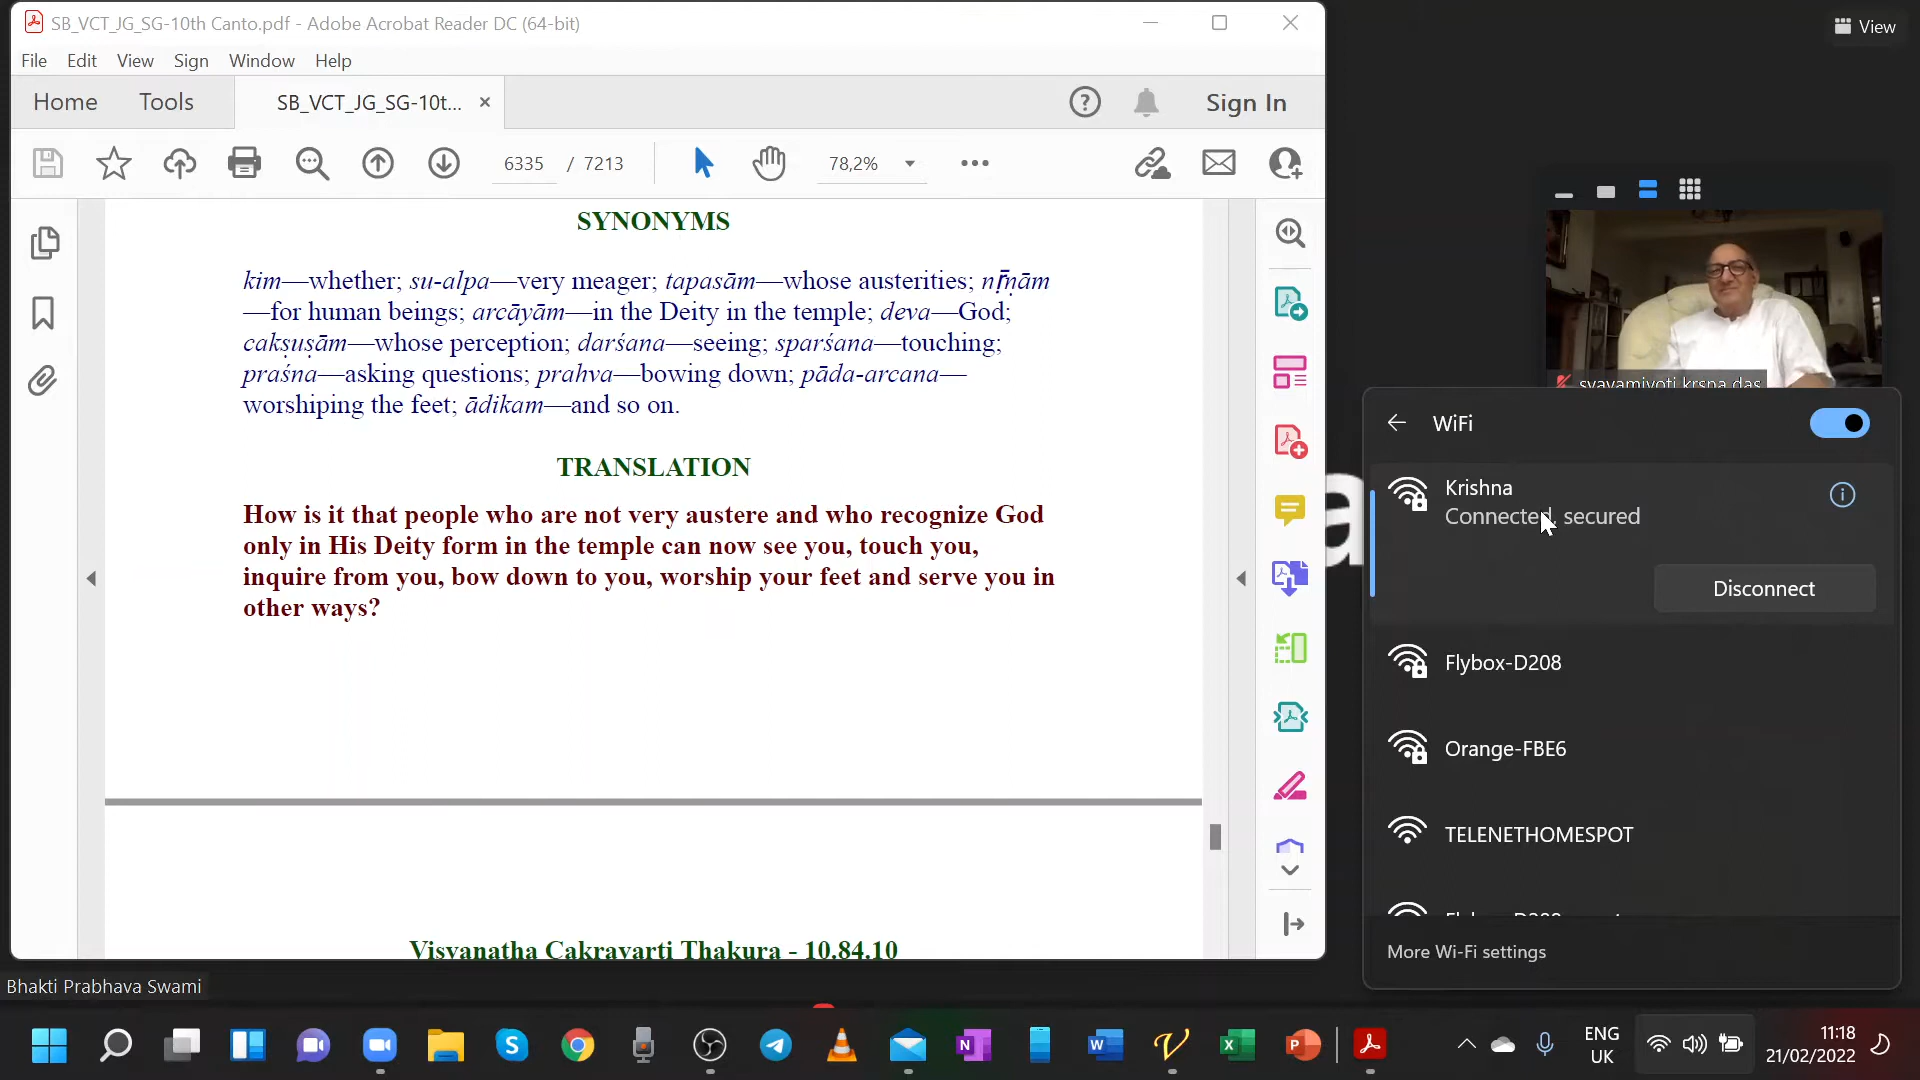 SB_VCT_JG_SG-10th Canto.pdf - Adobe Acrobat Reader DC (64-bit)
View
File Edit View Sign Window Help
Home Tools SB_VCT_JG_SG-10t... Sign In
6335 / 7213 78,2%
SYNONYMS
kim—whether; su-alpa—very meager; tapasām—whose austerities; nṝṇām
—for human beings; arcāyām—in the Deity in the temple; deva—God;
cakṣuṣām—whose perception; darśana—seeing; sparśana—touching;
praśna—asking questions; prahva—bowing down; pāda-arcana—
worshiping the feet; ādikam—and so on.
TRANSLATION
How is it that people who are not very austere and who recognize God
only in His Deity form in the temple can now see you, touch you,
inquire from you, bow down to you, worship your feet and serve you in
other ways?
Visvanatha Cakravarti Thakura - 10.84.10
svayamjyoti krsna das
a
WiFi
Krishna
Connected, secured
Disconnect
Flybox-D208
Orange-FBE6
TELENETHOMESPOT
More Wi-Fi settings
Bhakti Prabhava Swami
ENG
UK
11:18
21/02/2022